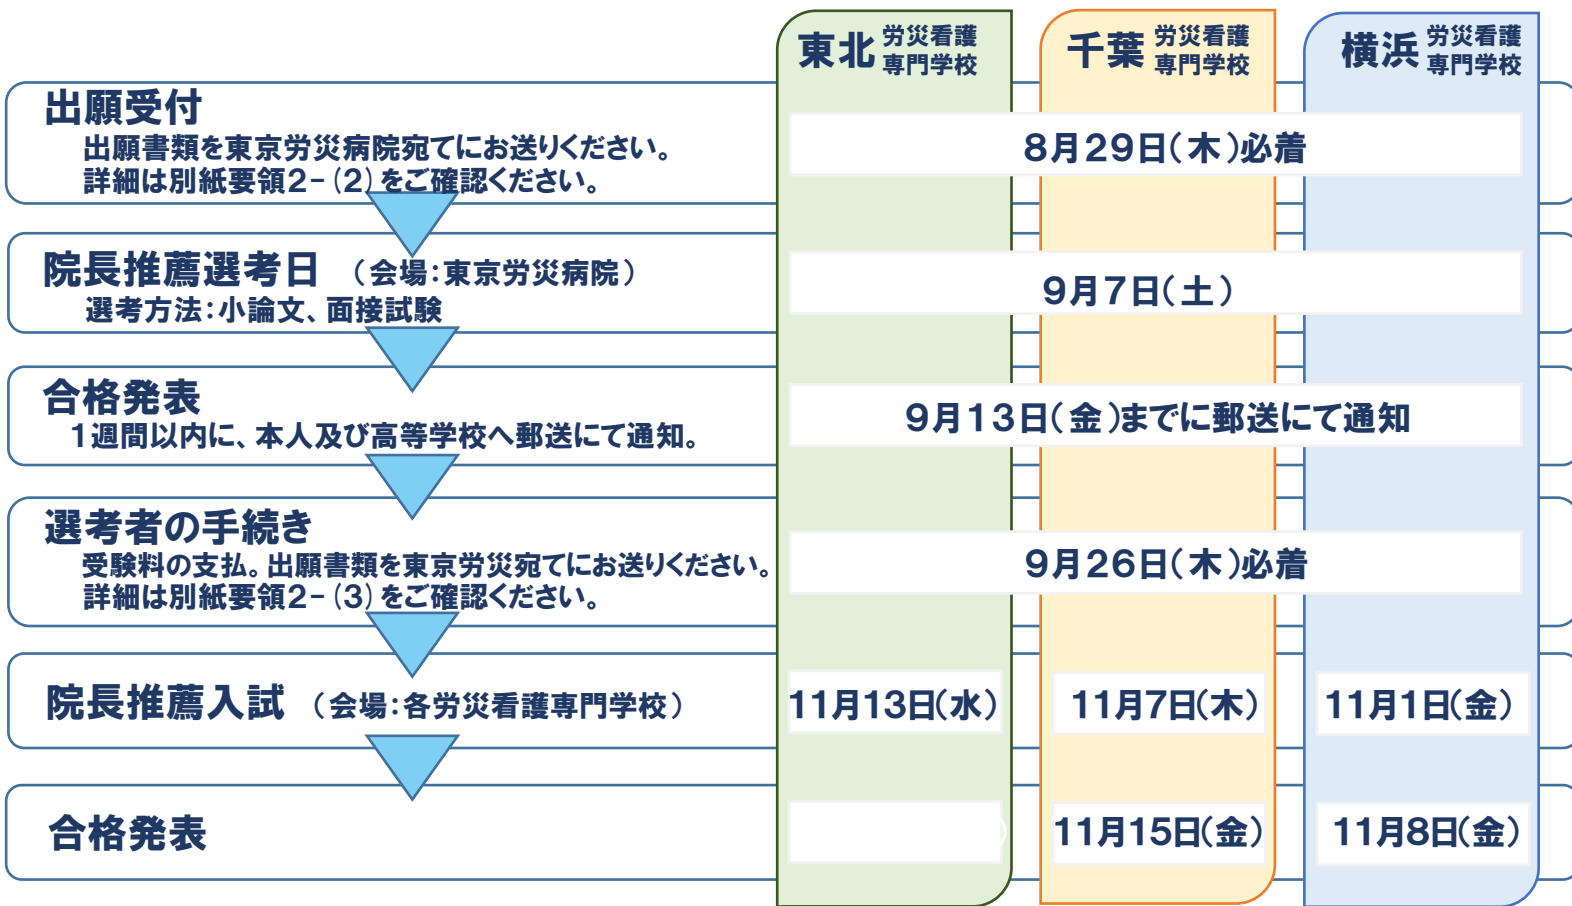 東北 労災看護専門学校
千葉 労災看護専門学校
横浜 労災看護専門学校
出願受付
出願書類を東京労災病院宛てにお送りください。
詳細は別紙要領2-(2)をご確認ください。
8月29日(木)必着
院長推薦選考日 (会場:東京労災病院)
選考方法:小論文、面接試験
9月7日(土)
合格発表
1週間以内に、本人及び高等学校へ郵送にて通知。
9月13日(金)までに郵送にて通知
選考者の手続き
受験料の支払。出願書類を東京労災宛てにお送りください。
詳細は別紙要領2-(3)をご確認ください。
9月26日(木)必着
院長推薦入試 (会場:各労災看護専門学校)
11月13日(水)
11月7日(木)
11月1日(金)
合格発表
11月15日(金)
11月8日(金)